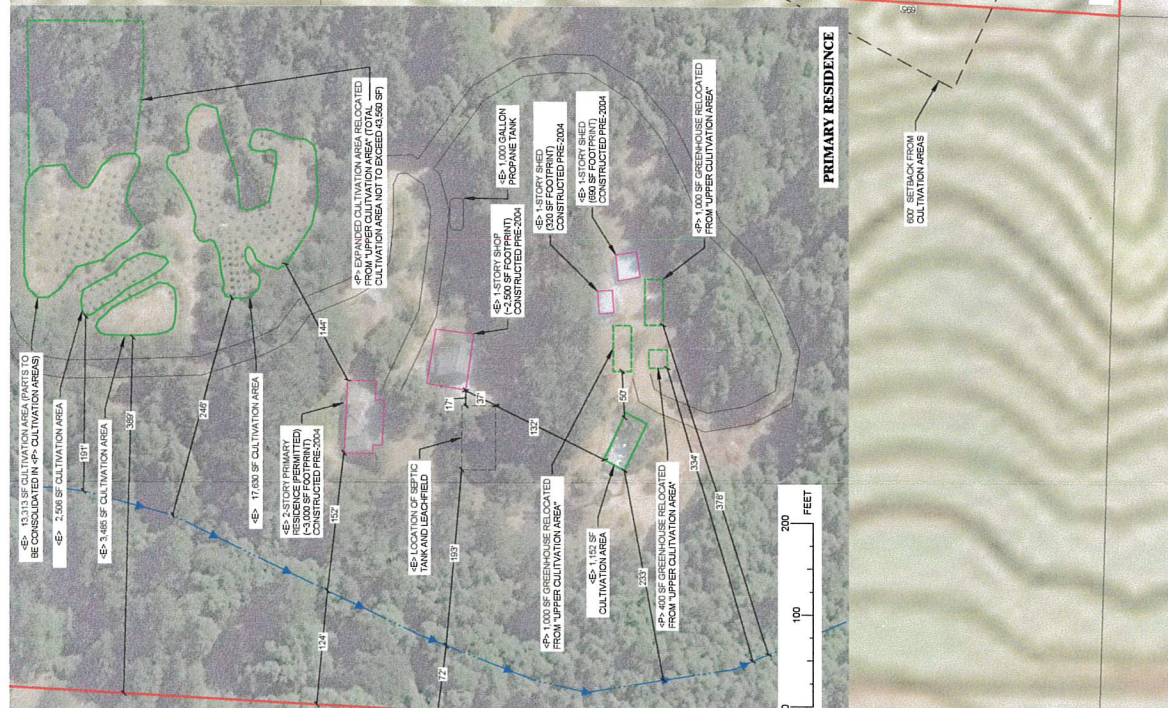 <E> 13,313 SF CULTIVATION AREA (PARTS TO
BE CONSOLIDATED IN <P> CULTIVATION AREAS)
<E> 2,506 SF CULTIVATION AREA
191'
<E> 3,485 SF CULTIVATION AREA
389'
246'
<E> 17,630 SF CULTIVATION AREA
144'
<P> EXPANDED CULTIVATION AREA RELOCATED
FROM "UPPER CULTIVATION AREA" (TOTAL
CULTIVATION AREA NOT TO EXCEED 43,560 SF)
<E> 2-STORY PRIMARY
RESIDENCE (PERMITTED)
(~3,000 SF FOOTPRINT)
CONSTRUCTED PRE-2004
152'
124'
<E> 1,000 GALLON
PROPANE TANK
<E> 1-STORY SHOP
(~2,500 SF FOOTPRINT)
CONSTRUCTED PRE-2004
17'
37'
<E> LOCATION OF SEPTIC
TANK AND LEACHFIELD
193'
72'
132'
<E> 1-STORY SHED
(320 SF FOOTPRINT)
CONSTRUCTED PRE-2004
<E> 1-STORY SHED
(690 SF FOOTPRINT)
CONSTRUCTED PRE-2004
<P> 1,000 SF GREENHOUSE RELOCATED
FROM "UPPER CULITVATION AREA"
50'
<P> 1,000 SF GREENHOUSE RELOCATED
FROM "UPPER CULITVATION AREA"
<E> 1,152 SF
CULTIVATION AREA
233'
<P> 400 SF GREENHOUSE RELOCATED
FROM "UPPER CULITVATION AREA"
334'
378'
0
100
200
FEET
PRIMARY RESIDENCE
600' SETBACK FROM
CULTIVATION AREAS
695'